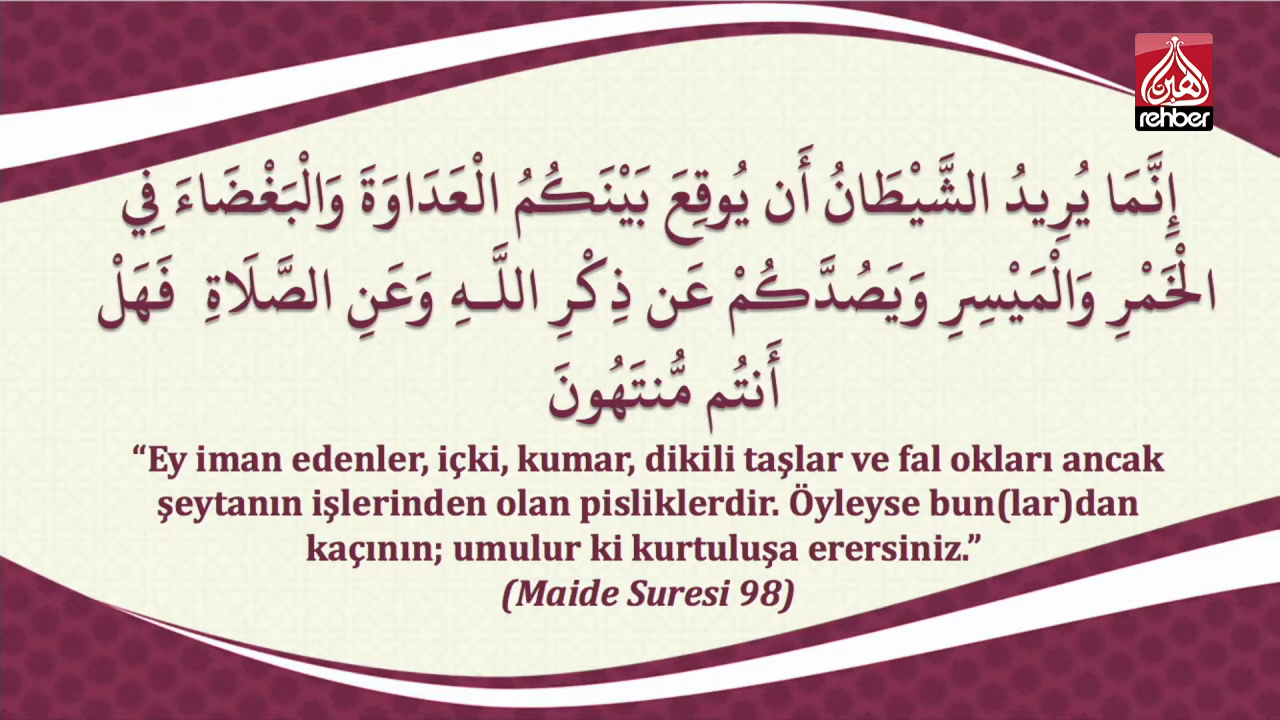 رهبر
rehber
إِنَّمَا يُرِيدُ الشَّيْطَانُ أَن يُوقِعَ بَيْنَكُمُ الْعَدَاوَةَ وَالْبَغْضَاءَ فِي
الْخَمْرِ وَالْمَيْسِرِ وَيَصُدَّكُمْ عَن ذِكْرِ اللَّـهِ وَعَنِ الصَّلَاةِ فَهَلْ
أَنتُم مُّنتَهُونَ
“Ey iman edenler, içki, kumar, dikili taşlar ve fal okları ancak
şeytanın işlerinden olan pisliklerdir. Öyleyse bun(lar)dan
kaçının; umulur ki kurtuluşa erersiniz.”
(Maide Suresi 98)